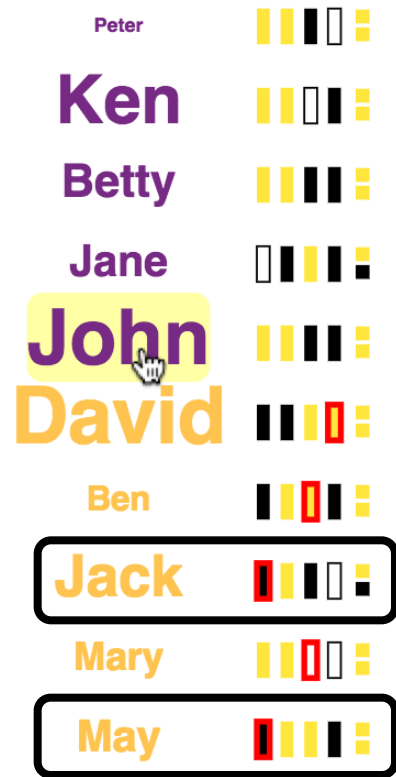 Peter
Ken
Betty
Jane
John
David
Ben
Jack
Mary
May